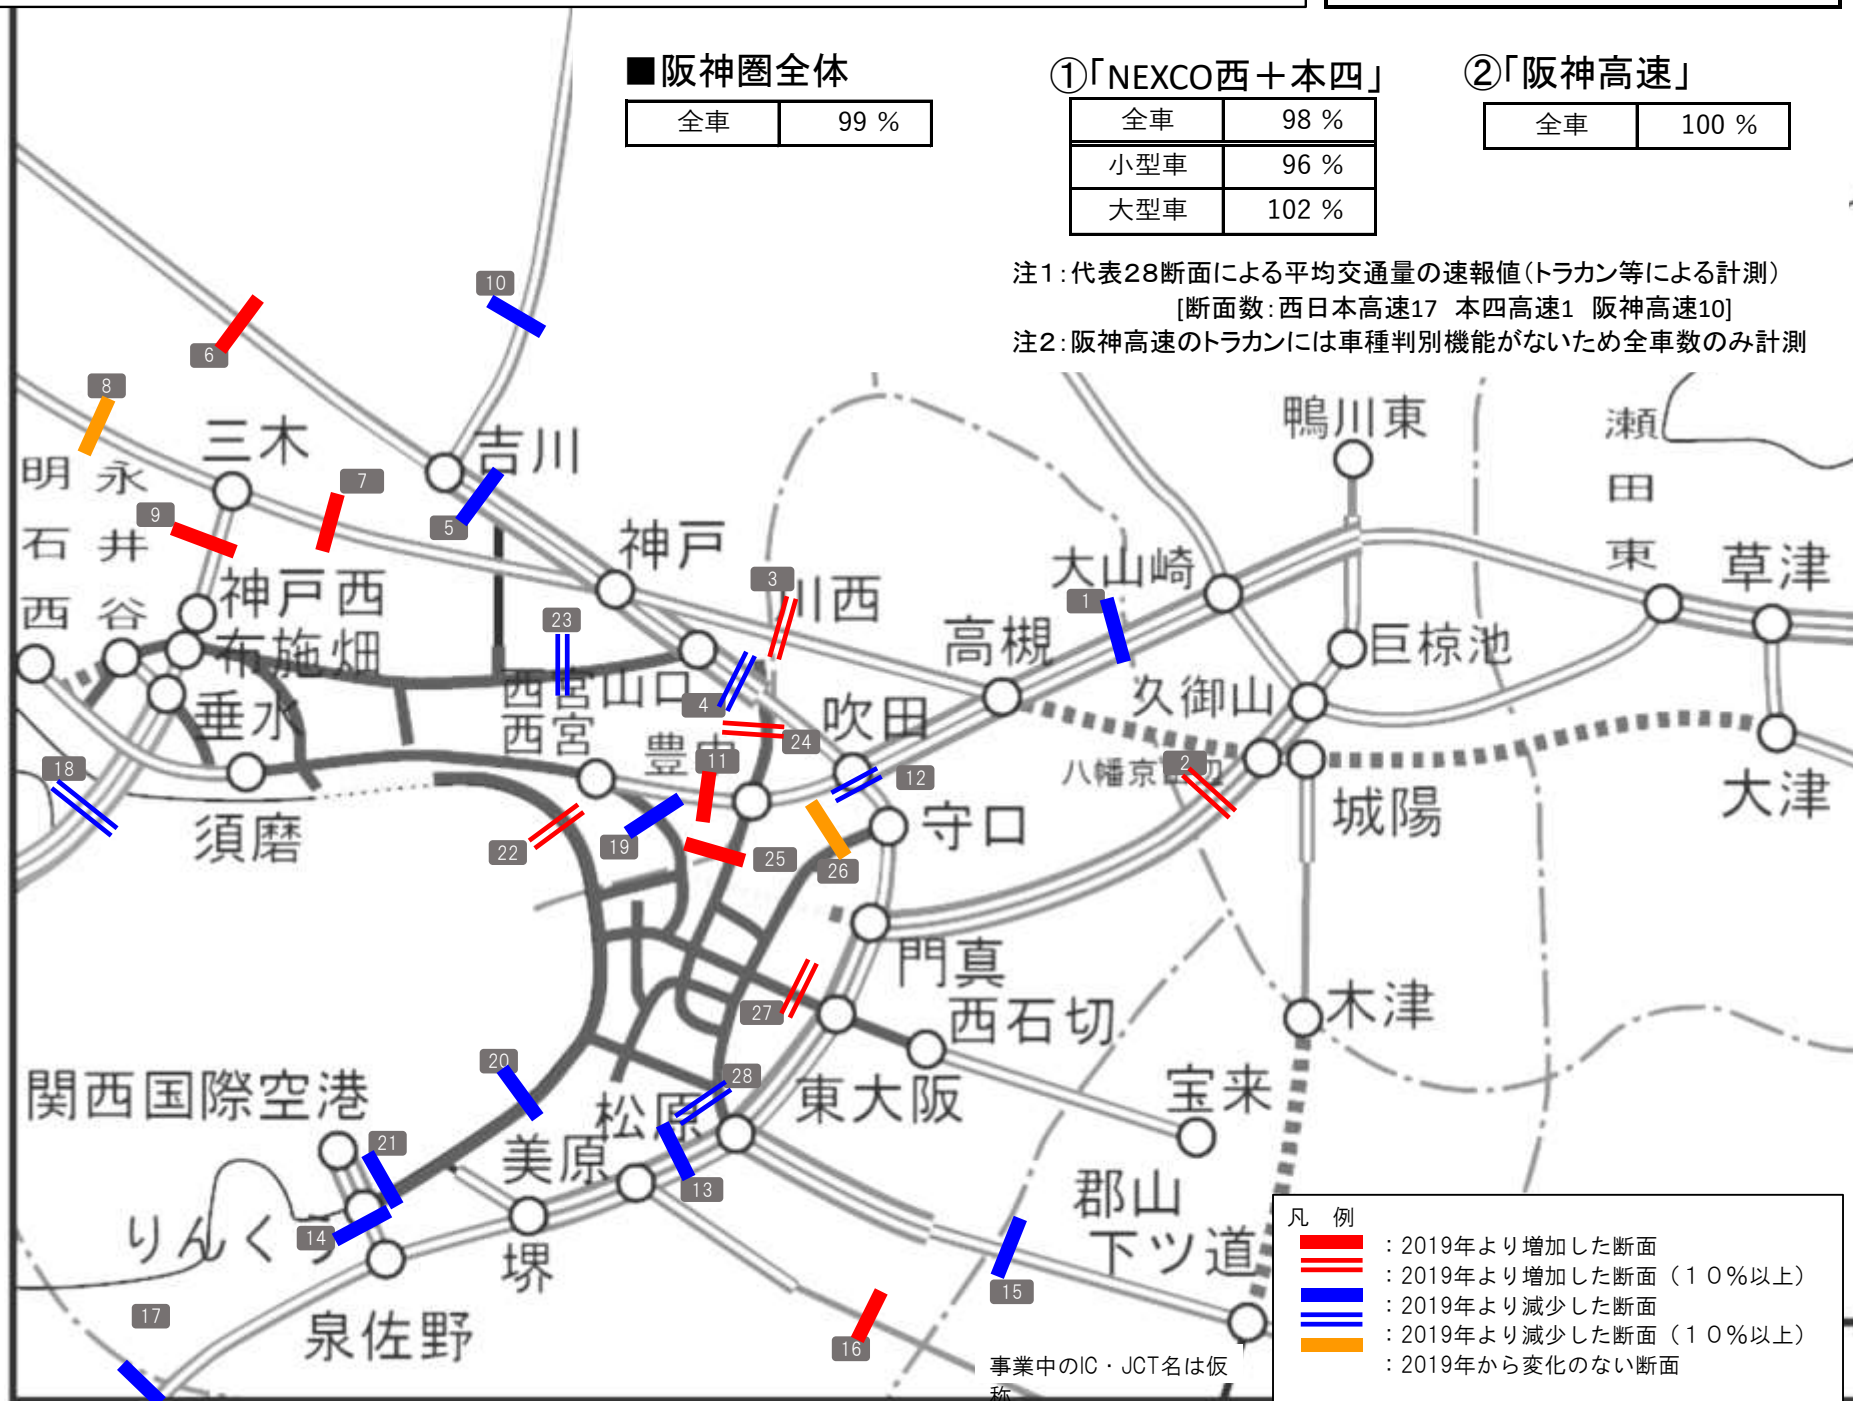 ■阪神圏全体
全車 99 %
①「NEXCO西＋本四」
全車 98 %
小型車 96 %
大型車 102 %
②「阪神高速」
全車 100 %
注1：代表28断面による平均交通量の速報値（トラカン等による計測）
[断面数：西日本高速17 本四高速1 阪神高速10]
注2：阪神高速のトラカンには車種判別機能がないため全車数のみ計測
10
6
8
三木
吉川
鴨川東
瀬田東
明石西
永井谷
7
9
5
神戸
大山崎
草津
神戸西
3
川西
1
布施畑
23
高槻
巨椋池
西宮山口
4
久御山
垂水
西宮
豊中
24
吹田
18
11
12
八幡京田辺
2
大津
須磨
22
19
25
26
守口
城陽
門真
27
西石切
木津
関西国際空港
20
28
松原
東大阪
宝来
21
美原
13
郡山
りんくう
14
堺
下ツ道
15
17
泉佐野
16
事業中のIC・JCT名は仮
称
凡 例
：2019年より増加した断面
：2019年より増加した断面（１０％以上）
：2019年より減少した断面
：2019年より減少した断面（１０％以上）
：2019年から変化のない断面